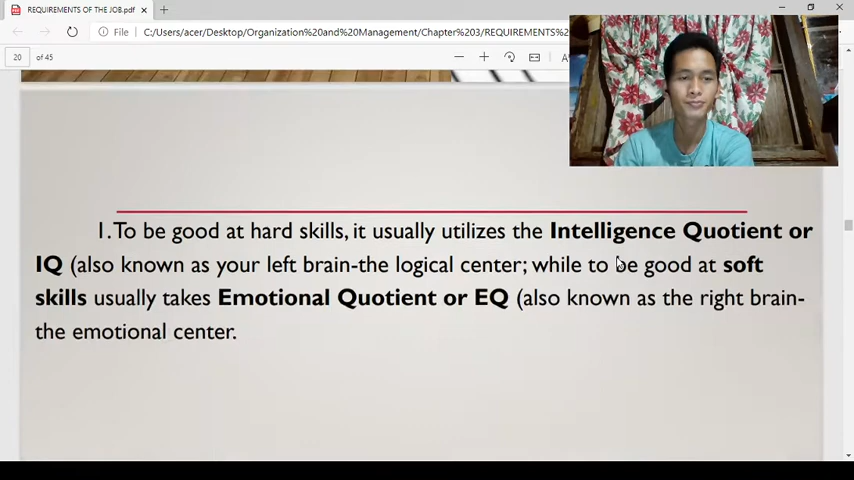 REQUIREMENTS OF THE JOB.pdf
File C:/Users/acer/Desktop/Organization%20and%20Management/Chapter%203/REQUIREMENTS%2
20 of 45
1. To be good at hard skills, it usually utilizes the Intelligence Quotient or
IQ (also known as your left brain-the logical center; while to be good at soft
skills usually takes Emotional Quotient or EQ (also known as the right brain-
the emotional center.